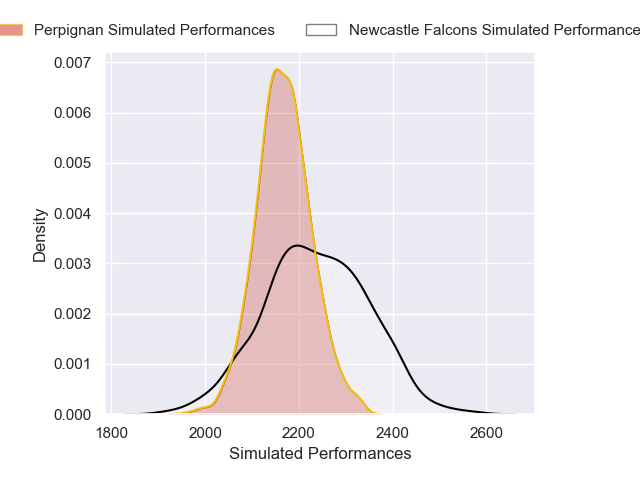 Perpignan Simulated Performances
Newcastle Falcons Simulated Performance
0.007
0.006
0.005
0.004
0.003
0.002
0.001
0.000
Density
1800 2000 2200 2400 2600
Simulated Performances